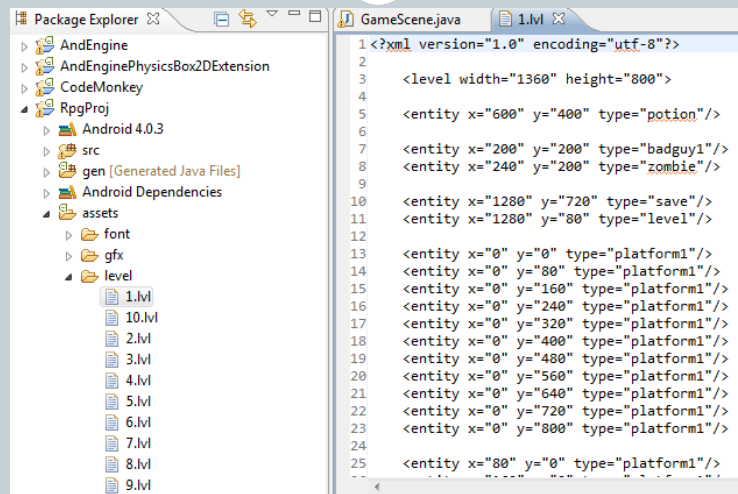 Package Explorer
AndEngine
AndEnginePhysicsBox2DExtension
CodeMonkey
RpgProj
Android 4.0.3
src
gen [Generated Java Files]
Android Dependencies
assets
font
gfx
level
1.lvl
10.lvl
2.lvl
3.lvl
4.lvl
5.lvl
6.lvl
7.lvl
8.lvl
9.lvl
GameScene.java
1.lvl
1 <?xml version="1.0" encoding="utf-8"?>
2
3 <level width="1360" height="800">
4
5 <entity x="600" y="400" type="potion"/>
6
7 <entity x="200" y="200" type="badguy1"/>
8 <entity x="240" y="200" type="zombie"/>
9
10 <entity x="1280" y="720" type="save"/>
11 <entity x="1280" y="80" type="level"/>
12
13 <entity x="0" y="0" type="platform1"/>
14 <entity x="0" y="80" type="platform1"/>
15 <entity x="0" y="160" type="platform1"/>
16 <entity x="0" y="240" type="platform1"/>
17 <entity x="0" y="320" type="platform1"/>
18 <entity x="0" y="400" type="platform1"/>
19 <entity x="0" y="480" type="platform1"/>
20 <entity x="0" y="560" type="platform1"/>
21 <entity x="0" y="640" type="platform1"/>
22 <entity x="0" y="720" type="platform1"/>
23 <entity x="0" y="800" type="platform1"/>
24
25 <entity x="80" y="0" type="platform1"/>